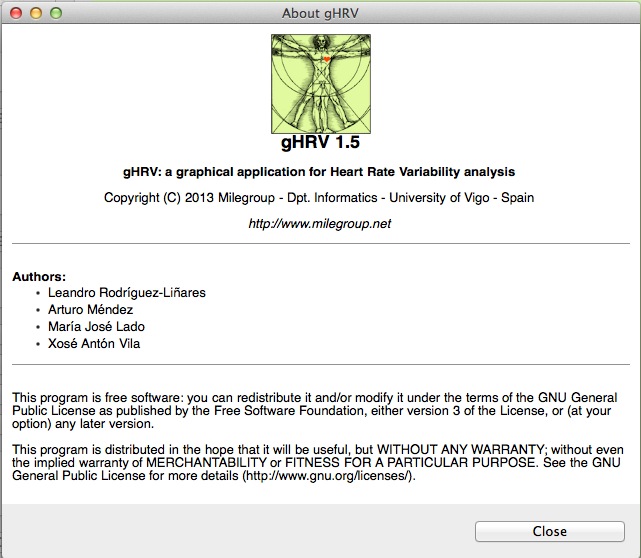 About gHRV
gHRV 1.5
gHRV: a graphical application for Heart Rate Variability analysis
Copyright (C) 2013 Milegroup - Dpt. Informatics - University of Vigo - Spain
http://www.milegroup.net
Authors:
• Leandro Rodríguez-Liñares
• Arturo Méndez
• María José Lado
• Xosé Antón Vila
This program is free software: you can redistribute it and/or modify it under the terms of the GNU General
Public License as published by the Free Software Foundation, either version 3 of the License, or (at your
option) any later version.
This program is distributed in the hope that it will be useful, but WITHOUT ANY WARRANTY; without even
the implied warranty of MERCHANTABILITY or FITNESS FOR A PARTICULAR PURPOSE. See the GNU
General Public License for more details (http://www.gnu.org/licenses/).
Close